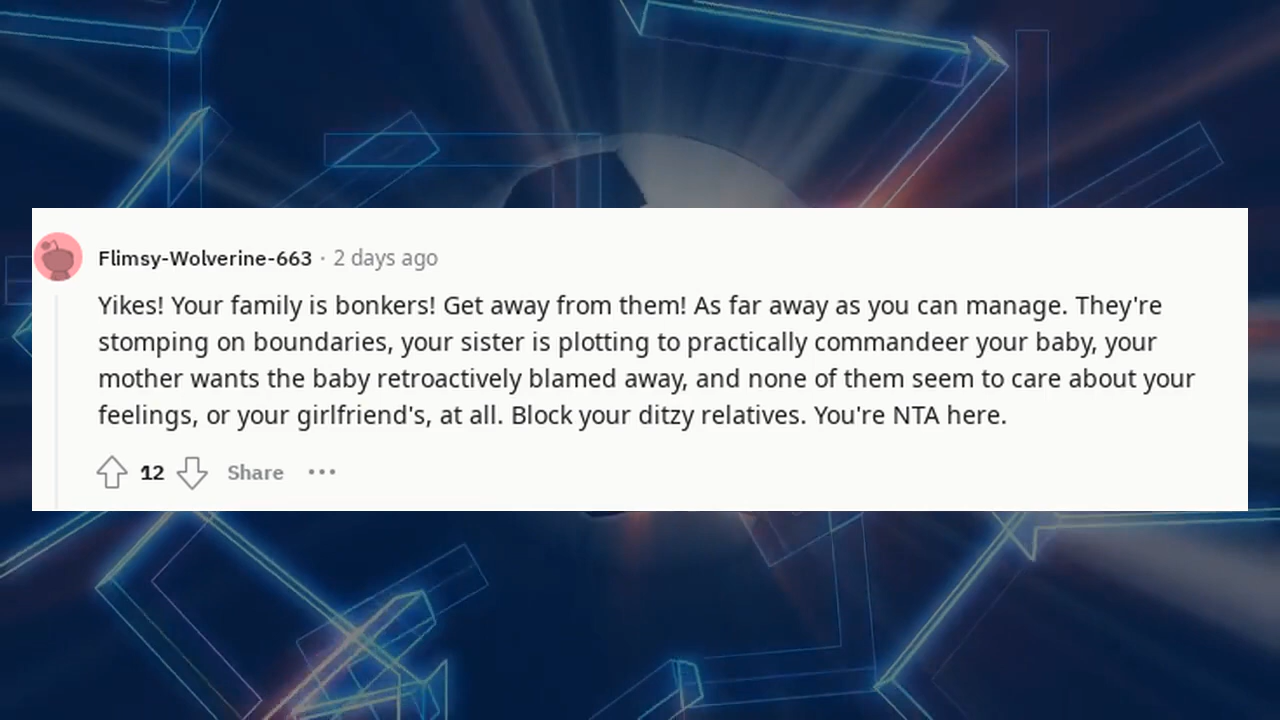 Flimsy-Wolverine-663 · 2 days ago
Yikes! Your family is bonkers! Get away from them! As far away as you can manage. They're
stomping on boundaries, your sister is plotting to practically commandeer your baby, your
mother wants the baby retroactively blamed away, and none of them seem to care about your
feelings, or your girlfriend's, at all. Block your ditzy relatives. You're NTA here.
12 Share •••